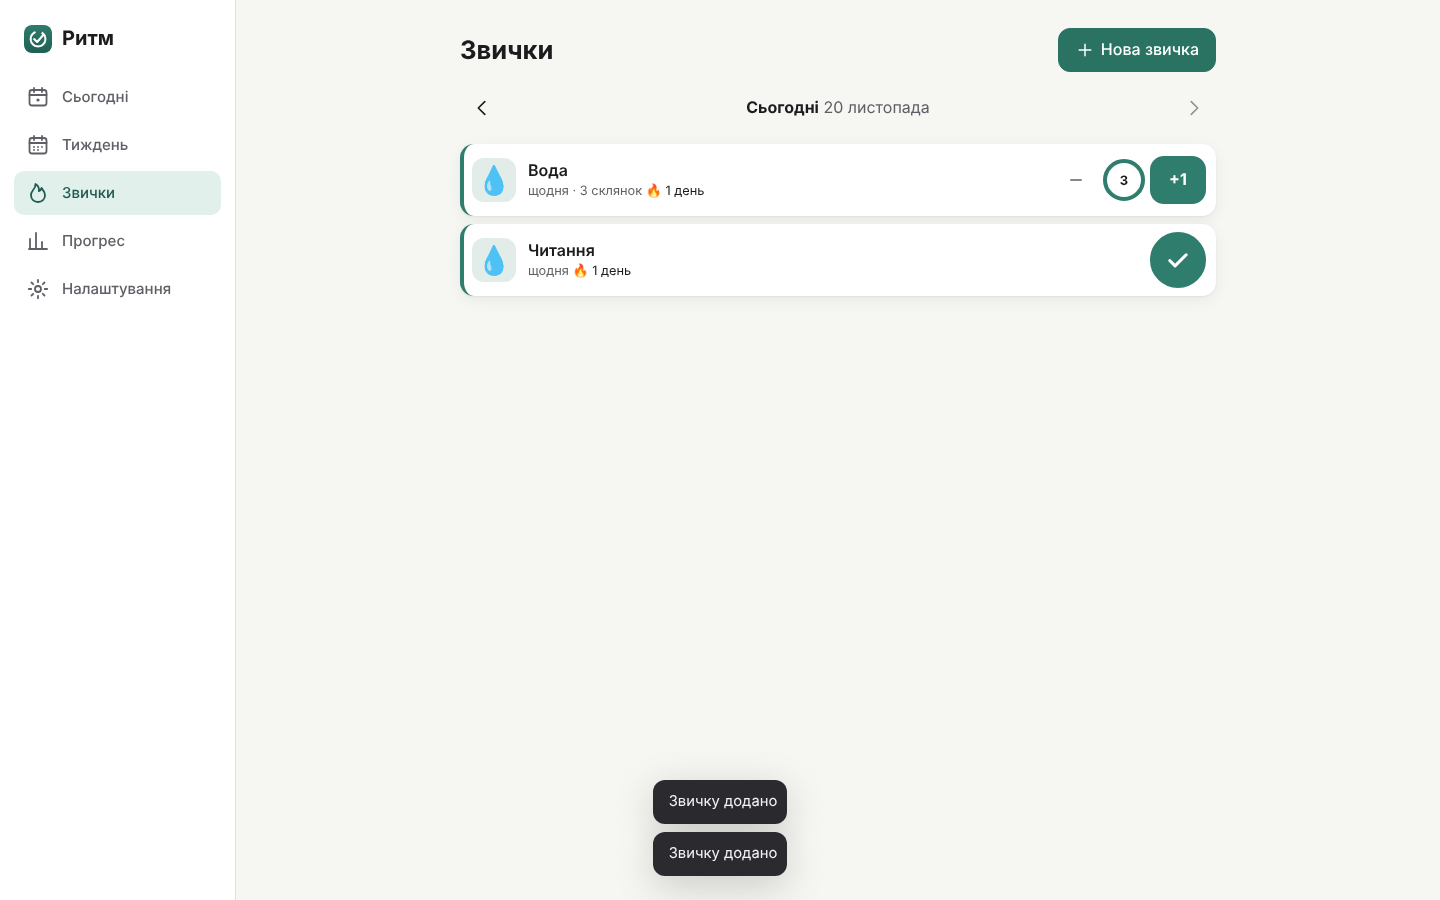 Ритм
Сьогодні
Тиждень
Звички
Прогрес
Налаштування
Звички
Нова звичка
Сьогодні 20 листопада
Вода
щодня · 3 склянок 🔥 1 день
3
+1
Читання
щодня 🔥 1 день
Звичку додано
Звичку додано